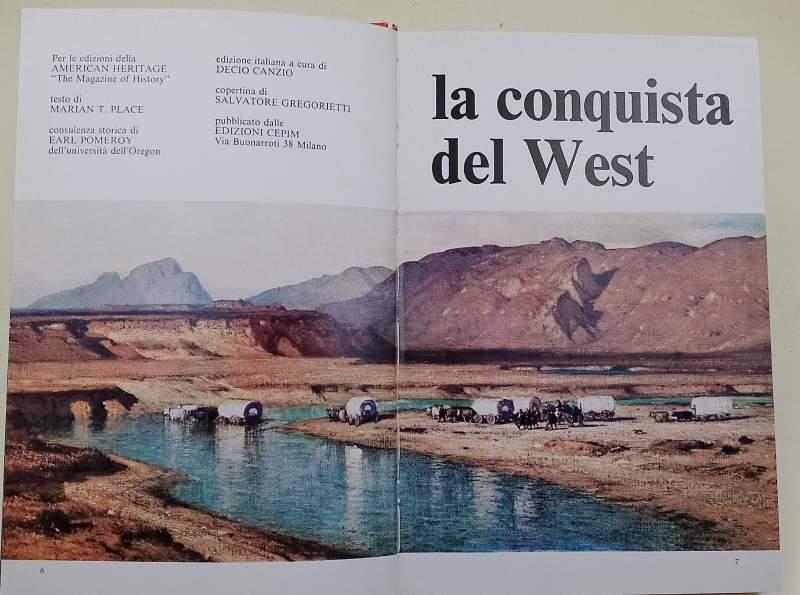 Per le edizioni della
AMERICAN HERITAGE
"The Magazine of History"
testo di
MARIAN T. PLACE
consulenza storica di
EARL POMEROY
dell'università dell'Oregon
edizione italiana a cura di
DECIO CANZIO
copertina di
SALVATORE GREGORIETTI
pubblicato dalle
EDIZIONI CEPIM
Via Buonarroti 38 Milano
la conquista
del West
6
7